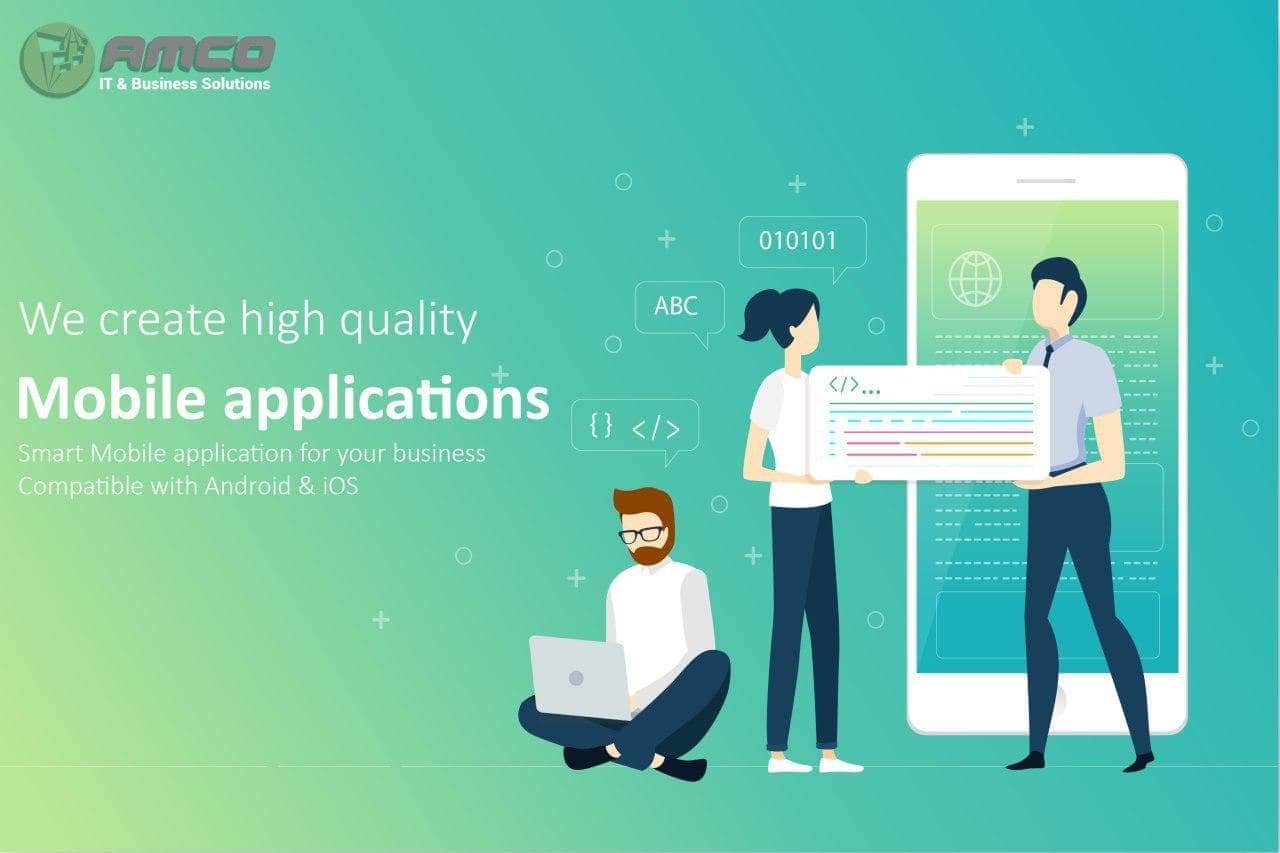 AMCO
IT & Business Solutions
010101
ABC
We create high quality
</>...
Mobile applications
{} </>
Smart Mobile application for your business
Compatible with Android & iOS